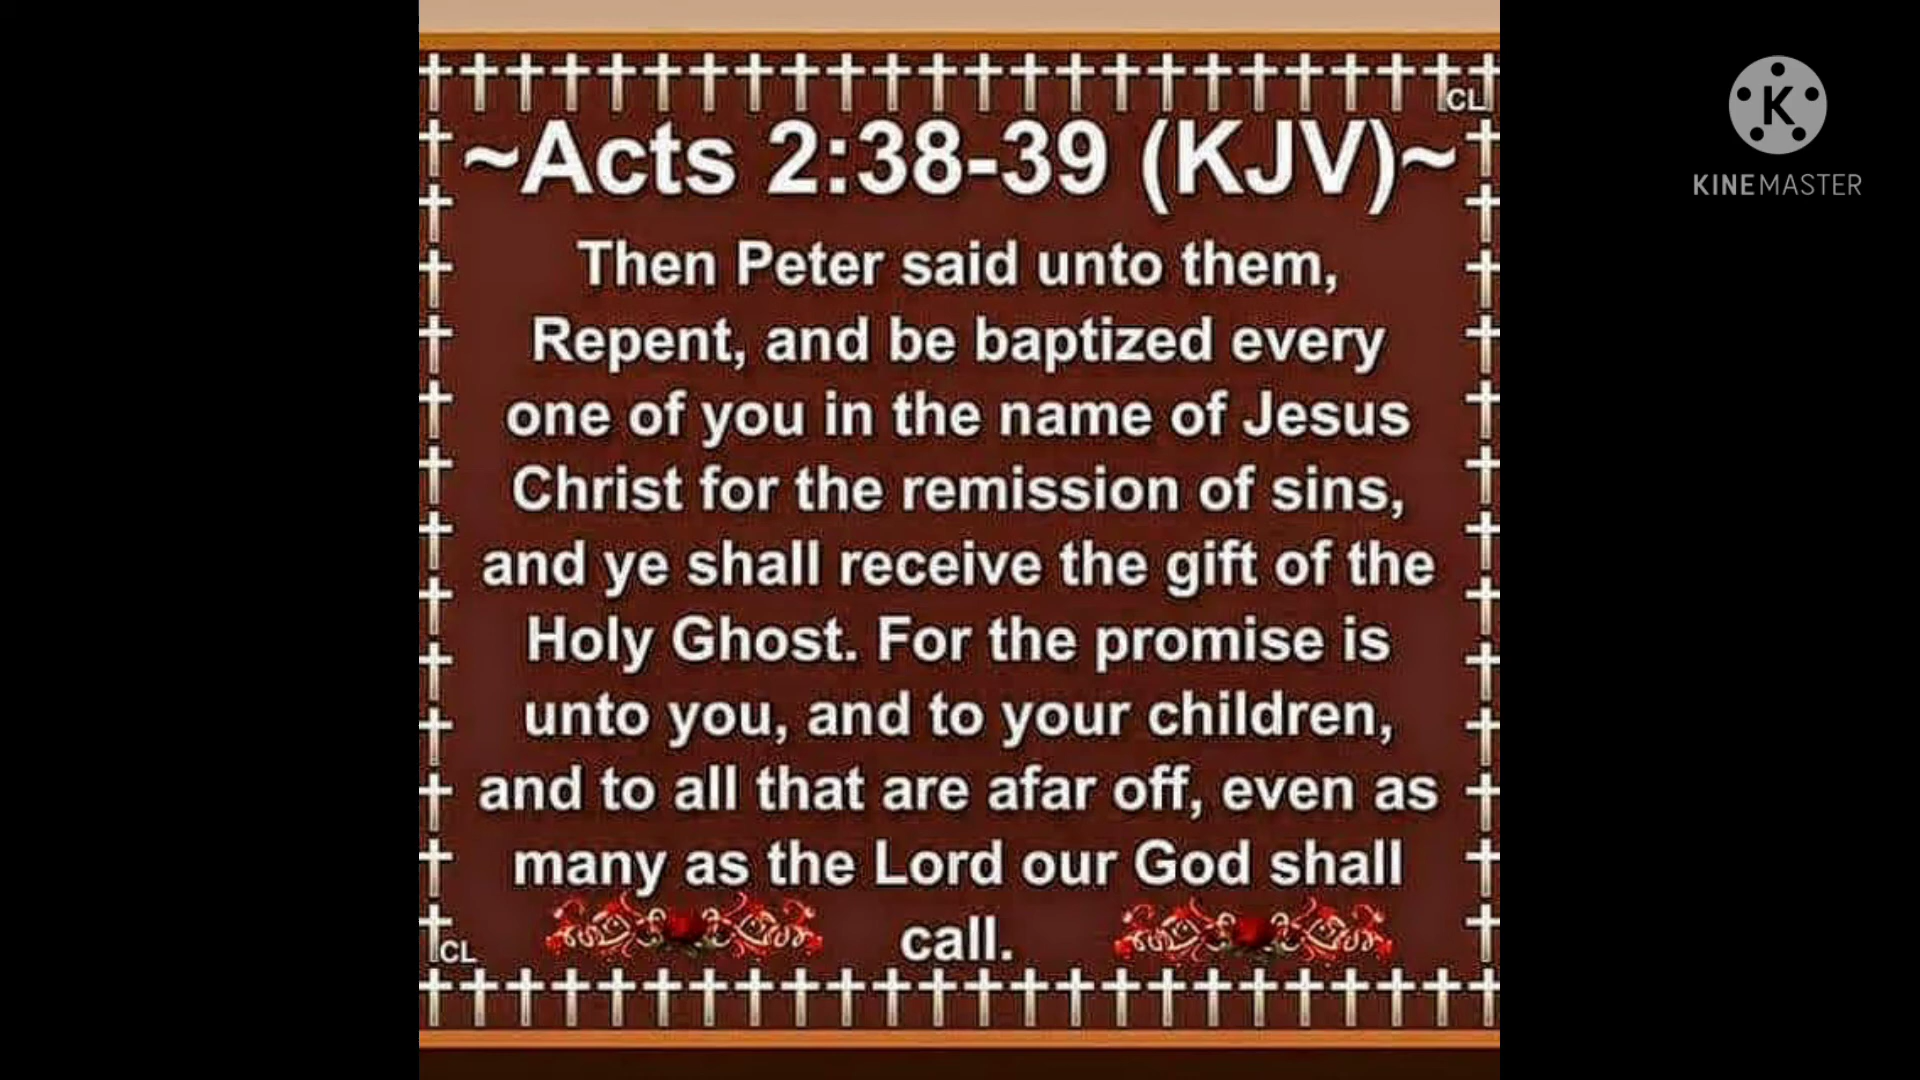 CL
~Acts 2:38-39 (KJV)~
Then Peter said unto them,
Repent, and be baptized every
one of you in the name of Jesus
Christ for the remission of sins,
and ye shall receive the gift of the
Holy Ghost. For the promise is
unto you, and to your children,
and to all that are afar off, even as
many as the Lord our God shall
call.
CL
K
KINEMASTER